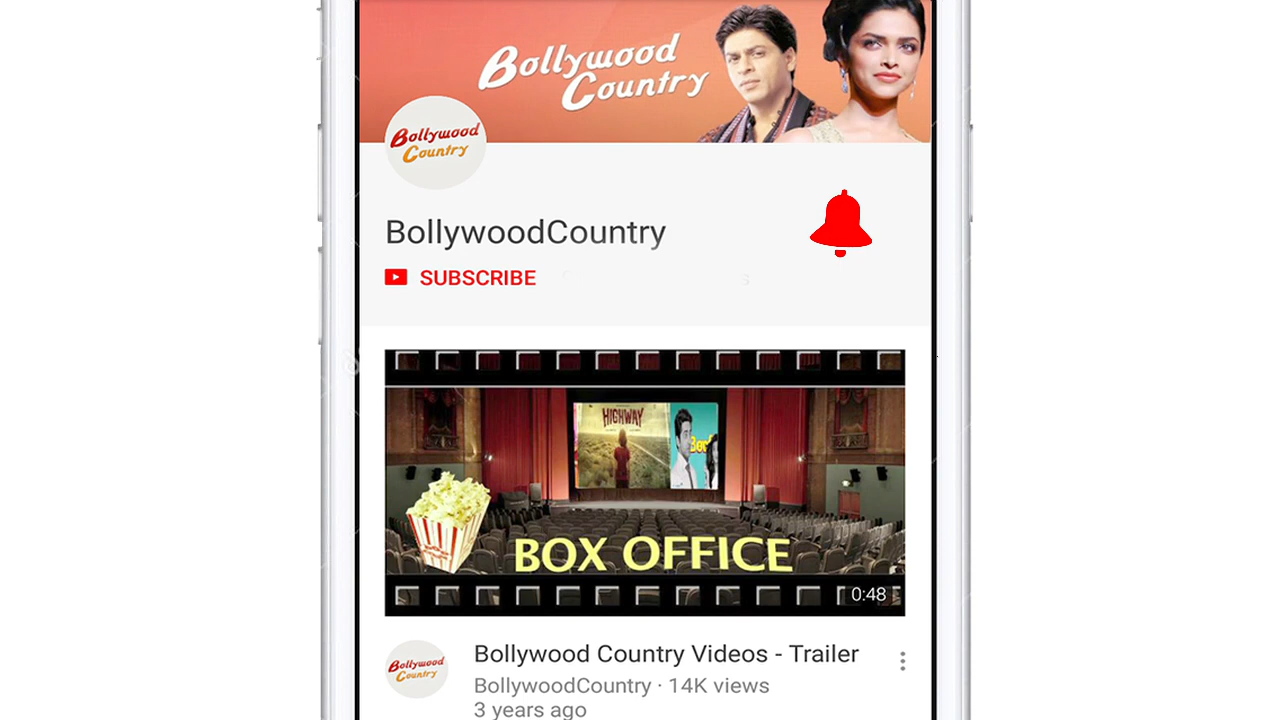 Bollywood
Country
Bollywood
Country
BollywoodCountry
SUBSCRIBE
HIGHWAY
BOX OFFICE
0:48
Bollywood Country Videos - Trailer
Bollywood
Country
BollywoodCountry · 14K views
3 years ago